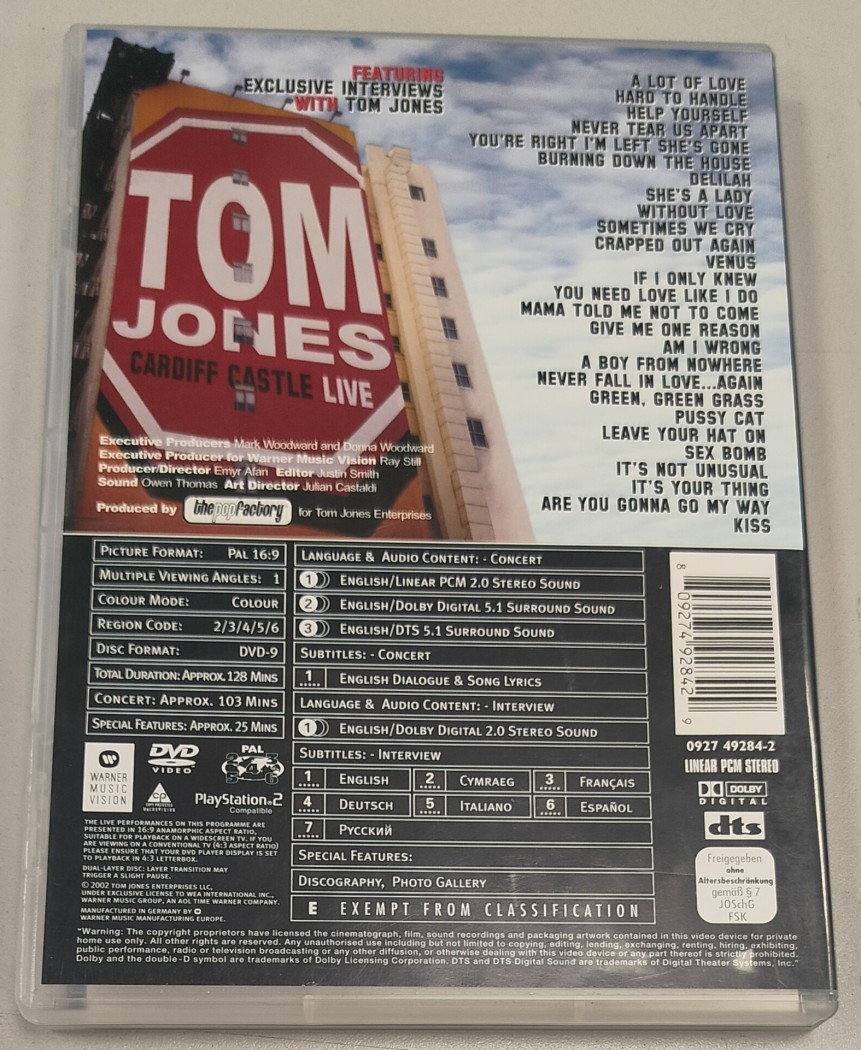 FEATURING
EXCLUSIVE INTERVIEWS
WITH TOM JONES
TOM
JONES
CARDIFF CASTLE LIVE
A LOT OF LOVE
HARD TO HANDLE
HELP YOURSELF
NEVER TEAR US APART
YOU'RE RIGHT I'M LEFT SHE'S GONE
BURNING DOWN THE HOUSE
DELILAH
SHE'S A LADY
WITHOUT LOVE
SOMETIMES WE CRY
CRAPPED OUT AGAIN
VENUS
IF I ONLY KNEW
YOU NEED LOVE LIKE I DO
MAMA TOLD ME NOT TO COME
GIVE ME ONE REASON
AM I WRONG
A BOY FROM NOWHERE
NEVER FALL IN LOVE...AGAIN
GREEN, GREEN GRASS
PUSSY CAT
LEAVE YOUR HAT ON
SEX BOMB
IT'S NOT UNUSUAL
IT'S YOUR THING
ARE YOU GONNA GO MY WAY
KISS
Executive Producers Mark Woodward and Donna Woodward
Executive Producer for Warner Music Vision Ray Still
Producer/Director Emyr Afan Editor Justin Smith
Sound Owen Thomas Art Director Julian Castaldi
Produced by thepopfactory for Tom Jones Enterprises
PICTURE FORMAT: PAL 16:9
MULTIPLE VIEWING ANGLES: 1
COLOUR MODE: COLOUR
REGION CODE: 2/3/4/5/6
DISC FORMAT: DVD-9
TOTAL DURATION: APPROX. 128 MINS
CONCERT: APPROX. 103 MINS
SPECIAL FEATURES: APPROX. 25 MINS
LANGUAGE & AUDIO CONTENT: - CONCERT
1 ENGLISH/LINEAR PCM 2.0 STEREO SOUND
2 ENGLISH/DOLBY DIGITAL 5.1 SURROUND SOUND
3 ENGLISH/DTS 5.1 SURROUND SOUND
SUBTITLES: - CONCERT
1 ENGLISH DIALOGUE & SONG LYRICS
LANGUAGE & AUDIO CONTENT: - INTERVIEW
1 ENGLISH/DOLBY DIGITAL 2.0 STEREO SOUND
SUBTITLES: - INTERVIEW
1 ENGLISH 2 CYMRAEG 3 FRANÇAIS
4 DEUTSCH 5 ITALIANO 6 ESPAÑOL
7 РУССКИЙ
SPECIAL FEATURES:
DISCOGRAPHY, PHOTO GALLERY
E EXEMPT FROM CLASSIFICATION
WARNER
MUSIC
VISION
DVD
VIDEO
PAL
2 3 4 5 6
PlayStation 2
Compatible
THE LIVE PERFORMANCES ON THIS PROGRAMME ARE
PRESENTED IN 16:9 ANAMORPHIC ASPECT RATIO,
SUITABLE FOR PLAYBACK ON A WIDESCREEN TV. IF YOU
ARE VIEWING ON A CONVENTIONAL TV (4:3 ASPECT RATIO)
PLEASE ENSURE THAT YOUR DVD PLAYER DISPLAY IS SET
TO PLAYBACK IN 4:3 LETTERBOX.
DUAL-LAYER DISC: LAYER TRANSITION MAY
TRIGGER A SLIGHT PAUSE.
© 2002 TOM JONES ENTERPRISES LLC,
UNDER EXCLUSIVE LICENSE TO WEA INTERNATIONAL INC.,
WARNER MUSIC GROUP, AN AOL TIME WARNER COMPANY.
MANUFACTURED IN GERMANY BY
WARNER MUSIC MANUFACTURING EUROPE.
8 09274 92842 9
0927 49284-2
LINEAR PCM STEREO
DOLBY
DIGITAL
dts
Freigegeben
ohne
Altersbeschränkung
gemäß § 7
JÖSchG
FSK
"Warning: The copyright proprietors have licensed the cinematograph, film, sound recordings and packaging artwork contained in this video device for private
home use only. All other rights are reserved. Any unauthorised use including but not limited to copying, editing, lending, exchanging, renting, hiring, exhibiting,
public performance, radio or television broadcasting or any other diffusion, or otherwise dealing with this video device or any part thereof is strictly prohibited.
Dolby and the double-D symbol are trademarks of Dolby Licensing Corporation. DTS and DTS Digital Sound are trademarks of Digital Theater Systems, Inc."